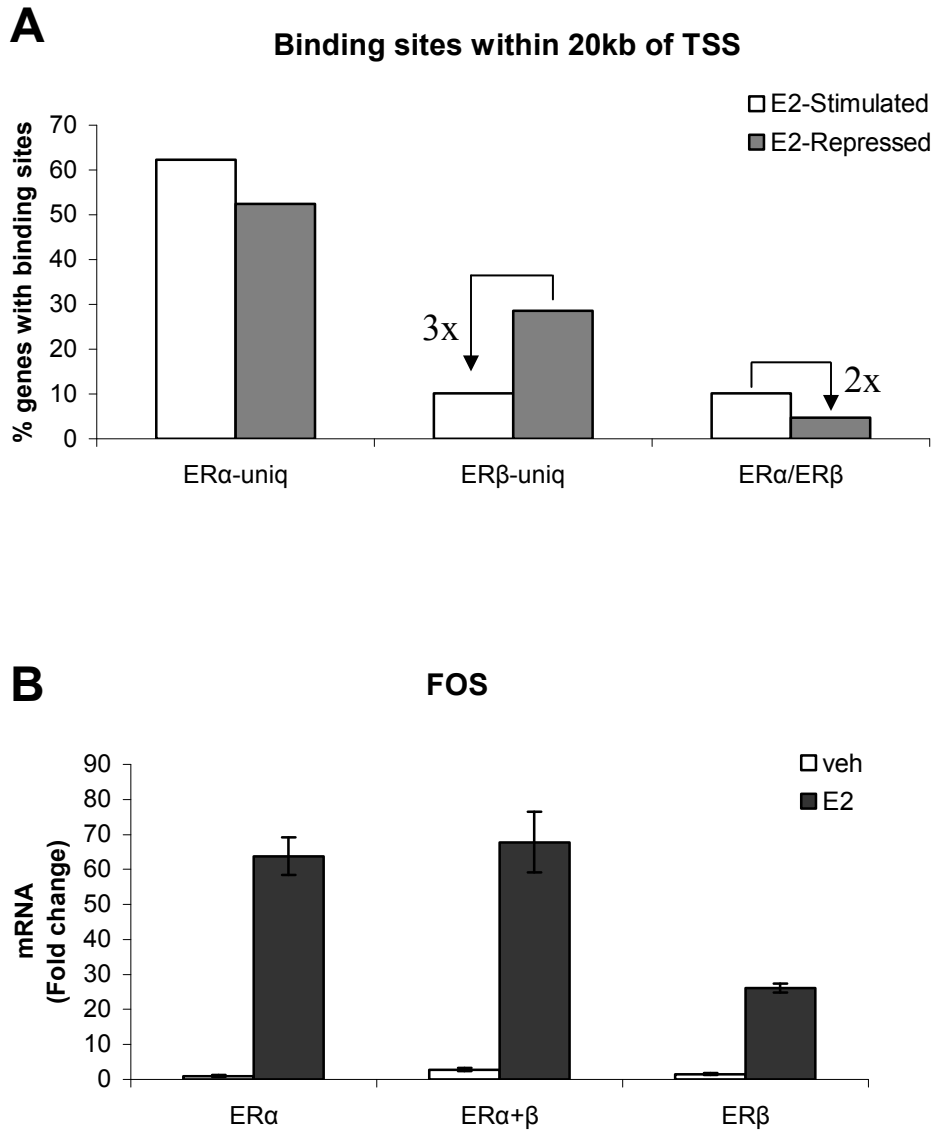 A
Binding sites within 20kb of TSS
E2-Stimulated
E2-Repressed
% genes with binding sites
70
60
50
40
30
20
10
0
3x
2x
ERα-uniq
ERβ-uniq
ERα/ERβ
B
FOS
veh
E2
mRNA
(Fold change)
90
80
70
60
50
40
30
20
10
0
ERα
ERα+β
ERβ